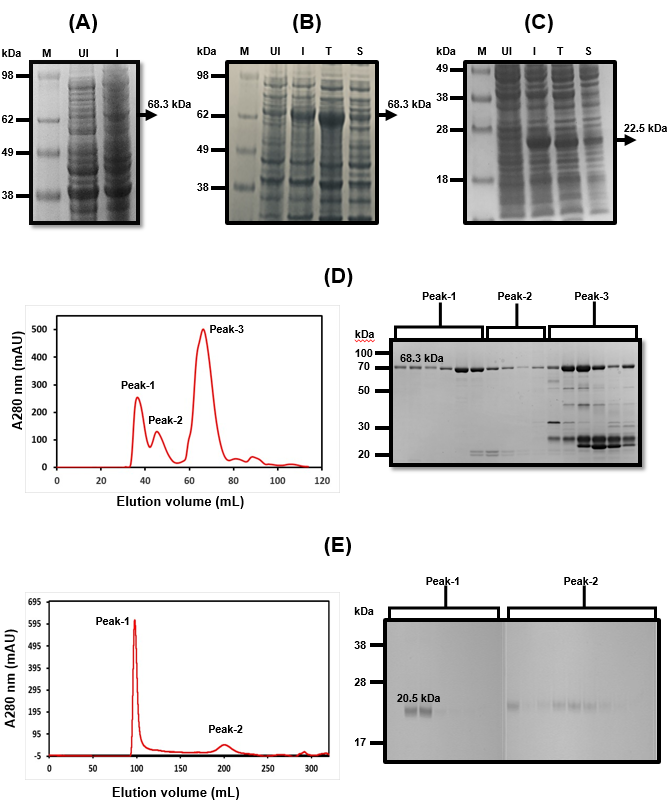 (A) (B) (C)
kDa M UI I
98
62
49
38
68.3 kDa
kDa M UI I T S
98
62
49
38
68.3 kDa
kDa M UI I T S
49
38
28
18
22.5 kDa
(D)
A280 nm (mAU)
500
400
300
200
100
0
0 20 40 60 80 100 120
Peak-1
Peak-2
Peak-3
Elution volume (mL)
Peak-1 Peak-2 Peak-3
kDa
100
70
50
30
20
68.3 kDa
(E)
A280 nm (mAU)
695
595
495
395
295
195
95
-5
0 50 100 150 200 250 300
Peak-1
Peak-2
Elution volume (mL)
Peak-1 Peak-2
kDa
38
28
17
20.5 kDa